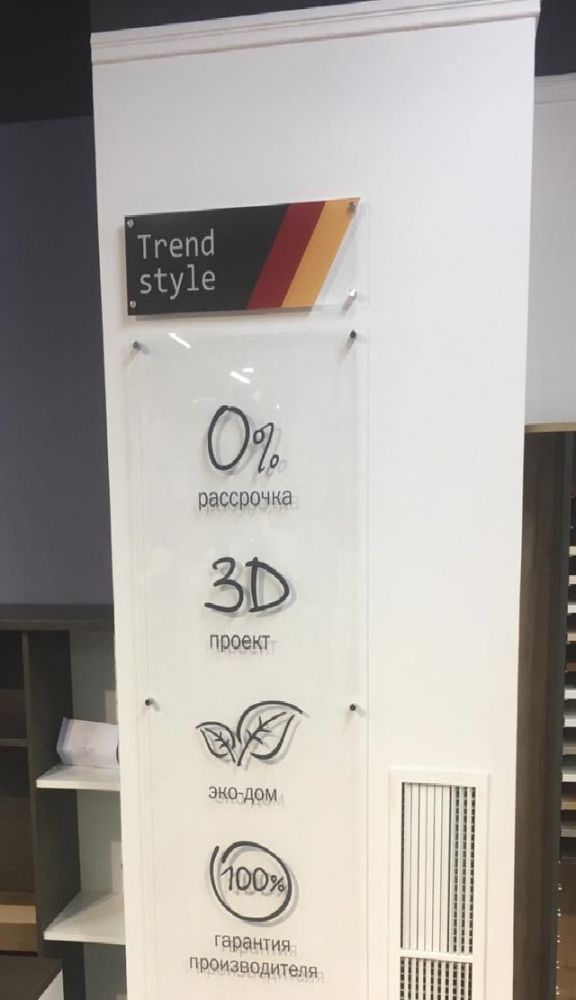 Trend
style
0%
рассрочка
3D
проект
эко-дом
100%
гарантия
производителя